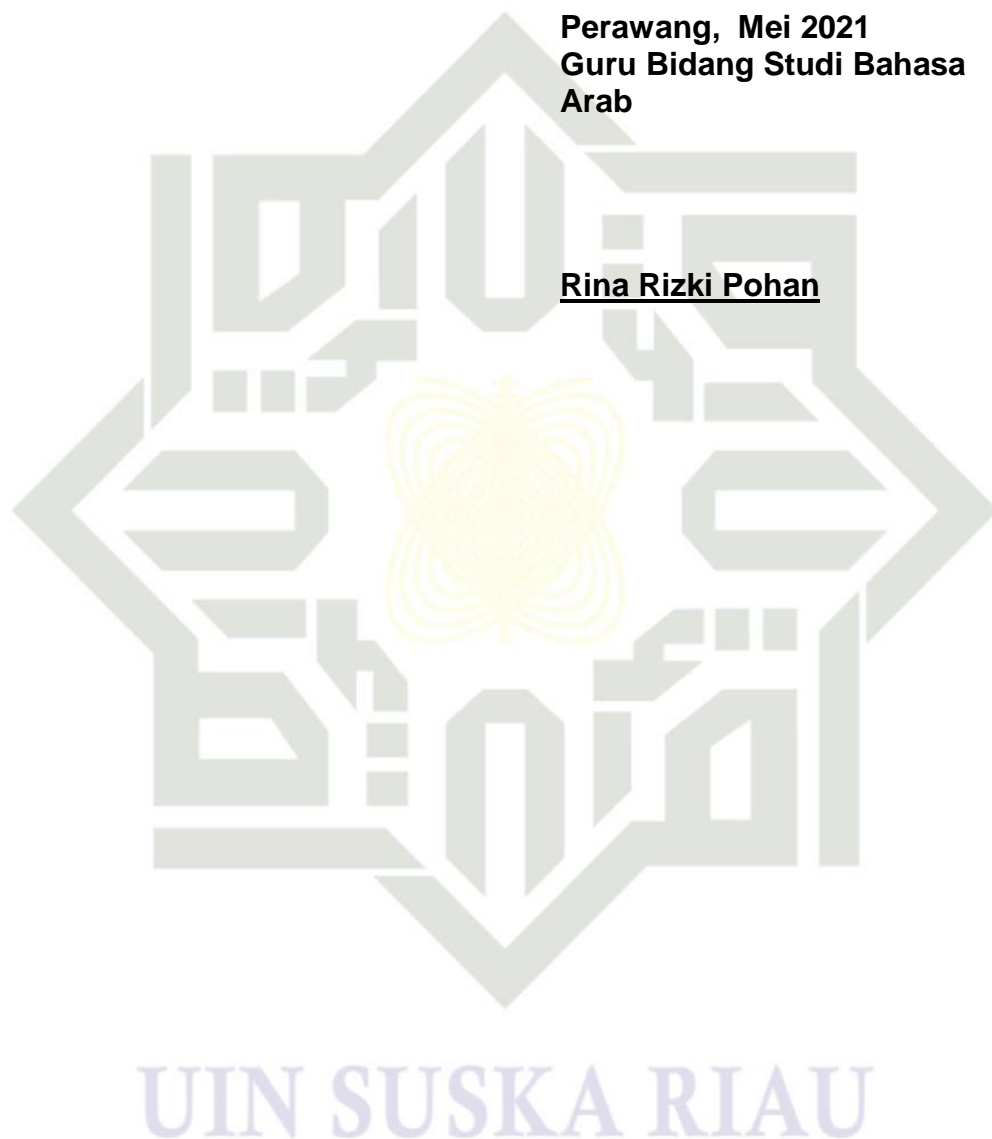 Perawang, Mei 2021
Guru Bidang Studi Bahasa
Arab
Rina Rizki Pohan
UIN SUSKA RIAU